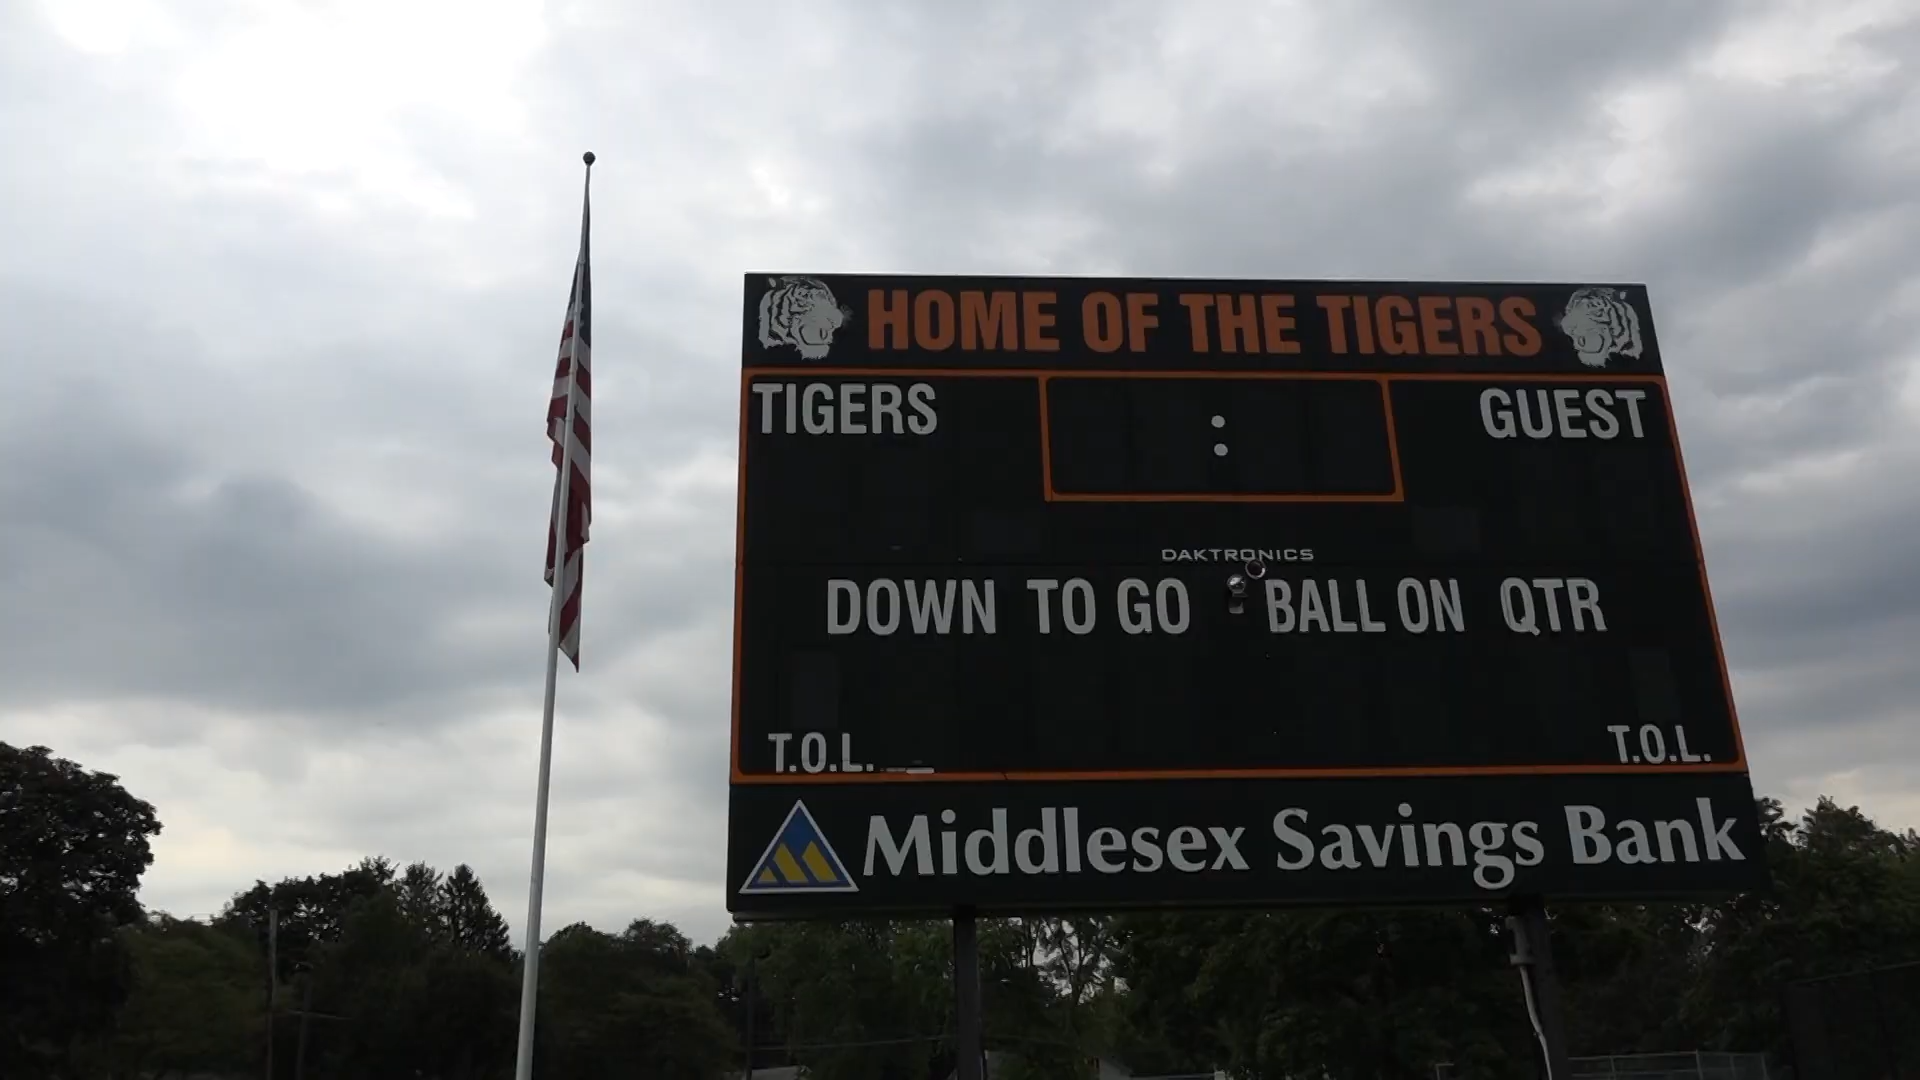 HOME OF THE TIGERS
TIGERS : GUEST
DAKTRONICS
DOWN TO GO BALL ON QTR
T.O.L. T.O.L.
Middlesex Savings Bank